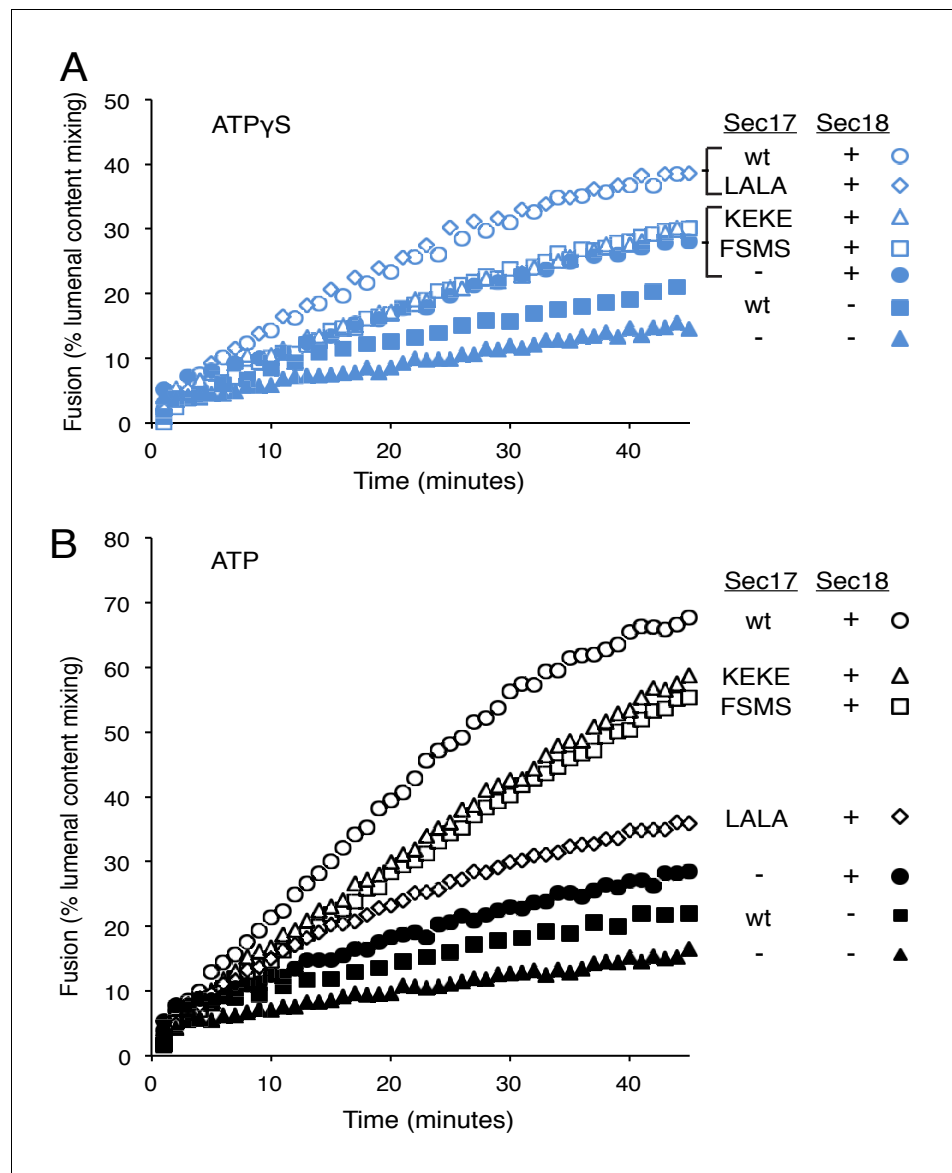 A
ATPγS
Fusion (% lumenal content mixing)
50
40
30
20
10
0
0 20 40
Time (minutes)
Sec17 Sec18
wt +
LALA +
KEKE +
FSMS +
- +
wt -
- -
B
ATP
Fusion (% lumenal content mixing)
80
70
60
50
40
30
20
10
0
0 10 20 30 40
Time (minutes)
Sec17 Sec18
wt +
KEKE +
FSMS +
LALA +
- +
wt -
- -